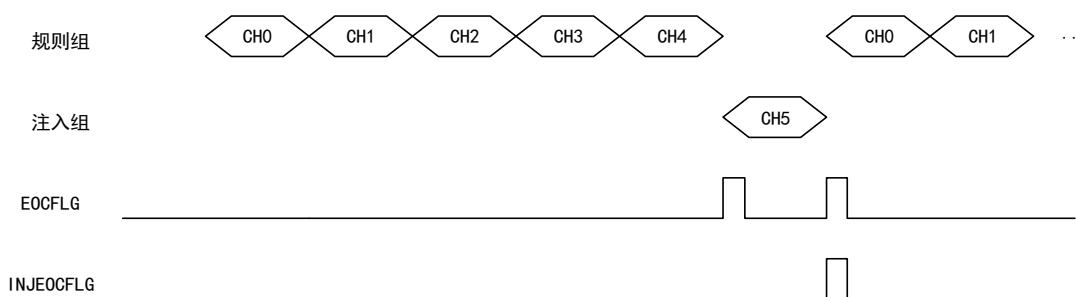 规则组 CH0 CH1 CH2 CH3 CH4 CH0 CH1 ..
注入组 CH5
EOCFLG
INJEOCFLG